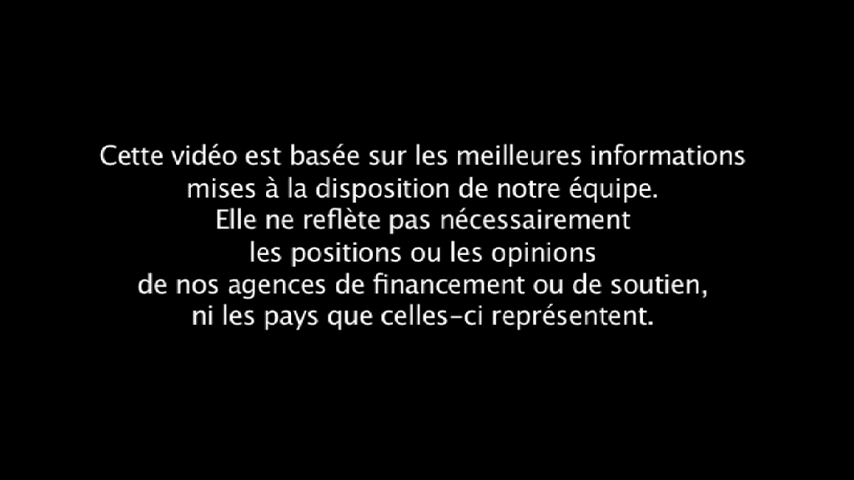 Cette vidéo est basée sur les meilleures informations
mises à la disposition de notre équipe.
Elle ne reflète pas nécessairement
les positions ou les opinions
de nos agences de financement ou de soutien,
ni les pays que celles-ci représentent.